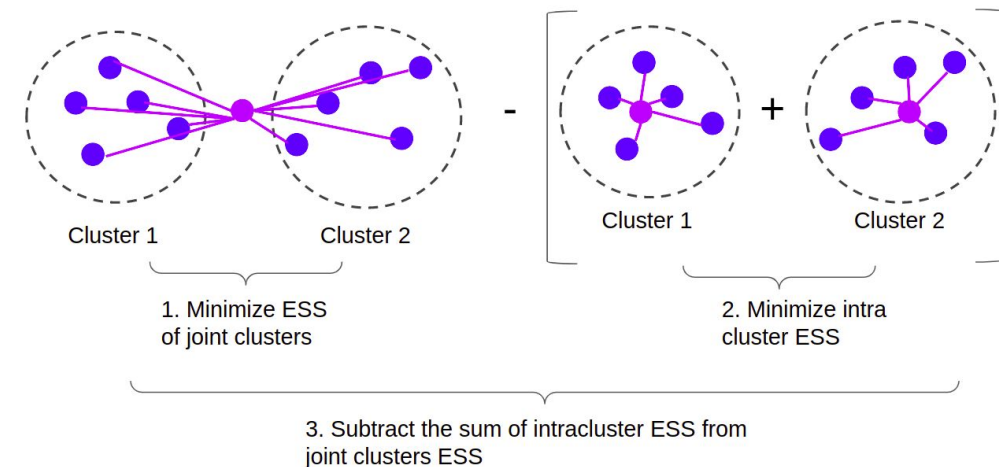 -
+
Cluster 1
Cluster 2
Cluster 1
Cluster 2
1. Minimize ESS
of joint clusters
2. Minimize intra
cluster ESS
3. Subtract the sum of intracluster ESS from
joint clusters ESS